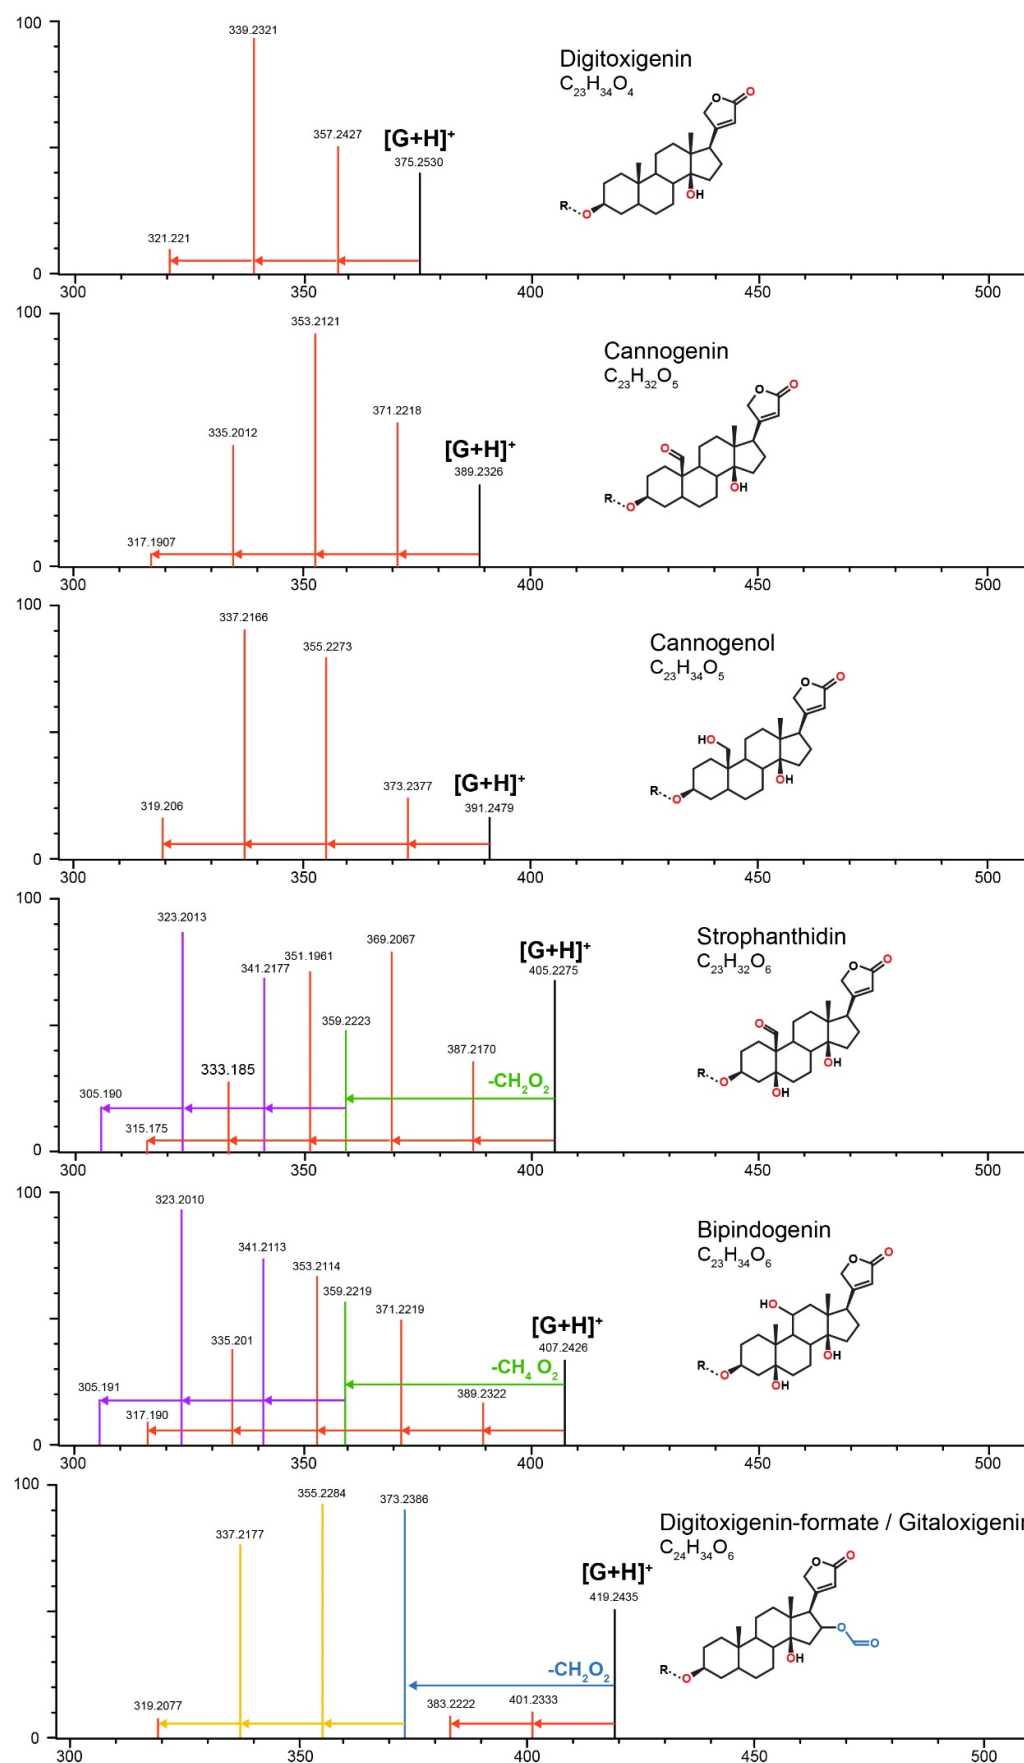 100
339.2321
Digitoxigenin
C23H34O4
357.2427
[G+H]+
375.2530
O
O
OH
R
O
321.221
0
300
350
400
450
500
100
353.2121
Cannogenin
C23H32O5
371.2218
335.2012
[G+H]+
389.2326
O
O
O
OH
R
O
317.1907
0
300
350
400
450
500
100
337.2166
355.2273
Cannogenol
C23H34O5
O
O
HO
OH
R
O
[G+H]+
373.2377
391.2479
319.206
0
300
350
400
450
500
100
323.2013
369.2067
351.1961
341.2177
[G+H]+
405.2275
Strophanthidin
C23H32O6
O
O
O
OH
R
O
OH
359.2223
387.2170
333.185
-CH2O2
305.190
315.175
0
300
350
400
450
500
100
323.2010
341.2113
353.2114
359.2219
371.2219
Bipindogenin
C23H34O6
O
O
HO
OH
R
O
OH
[G+H]+
407.2426
335.201
-CH4 O2
389.2322
305.191
317.190
0
300
350
400
450
500
100
355.2284
373.2386
337.2177
Digitoxigenin-formate / Gitaloxigenin
C24H34O6
O
O
O
O
OH
R
O
[G+H]+
419.2435
-CH2O2
319.2077
383.2222
401.2333
0
300
350
400
450
500